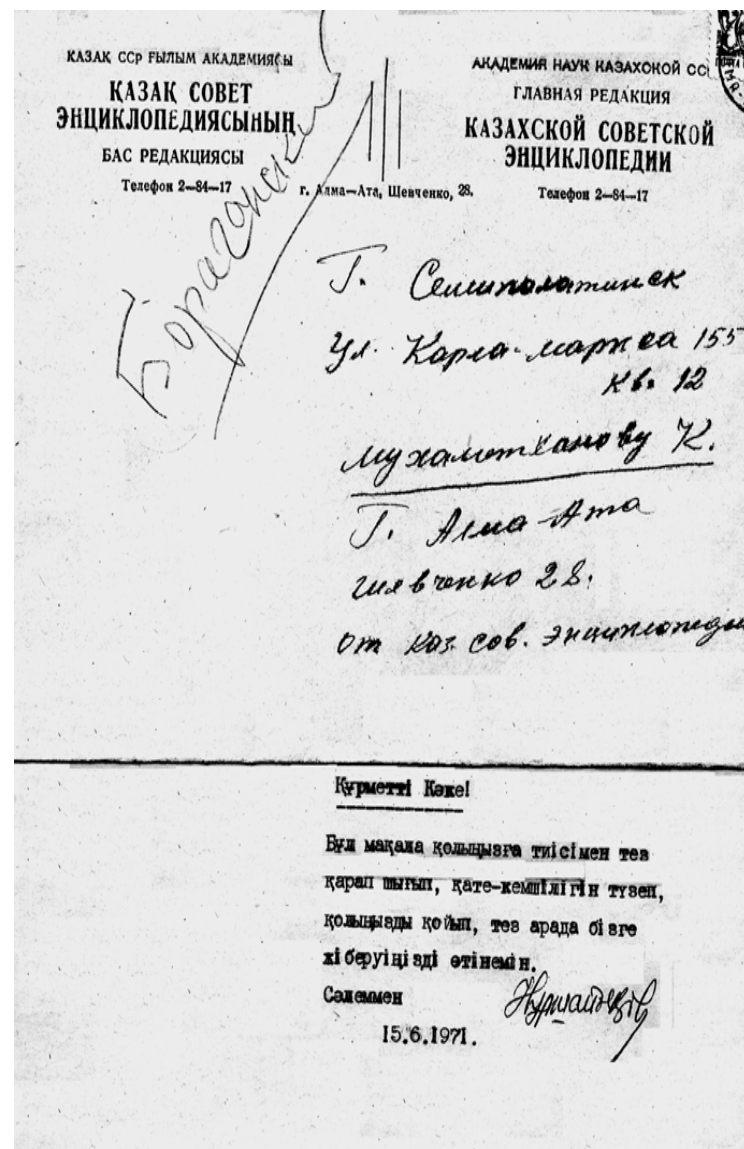 ҚАЗАҚ ССР ҒЫЛЫМ АКАДЕМИЯСЫ
ҚАЗАҚ СОВЕТ
ЭНЦИКЛОПЕДИЯСЫНЫҢ
БАС РЕДАКЦИЯСЫ
Телефон 2—84—17
АКАДЕМИЯ НАУК КАЗАХСКОЙ ССР
ГЛАВНАЯ РЕДАКЦИЯ
КАЗАХСКОЙ СОВЕТСКОЙ
ЭНЦИКЛОПЕДИИ
г. Алма—Ата, Шевченко, 28.
Телефон 2—84—17
Борагонский
Г. Семипалатинск
Ул. Карла-маркса 155
кв. 12
Мухаметханову К.
Г. Алма-Ата
шевченко 28.
от Каз. сов. энциклопедии
Құрметті Кәке!
Бұл мақала қолыңызға тиісімен тез
қарап шығып, қате-кемшілігін түзеп,
қолыңызды қойып, тез арада бізге
жіберуіңізді өтінемін.
Сәлеммен
15.6.1971.